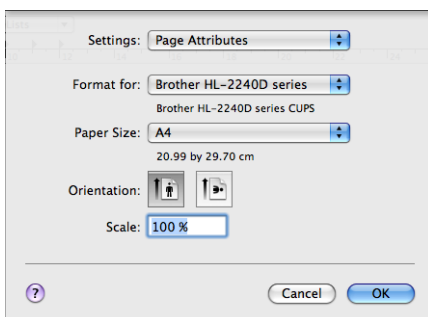 Settings: Page Attributes
Format for: Brother HL-2240D series
Brother HL-2240D series CUPS
Paper Size: A4
20.99 by 29.70 cm
Orientation:
Scale: 100 %
? Cancel OK